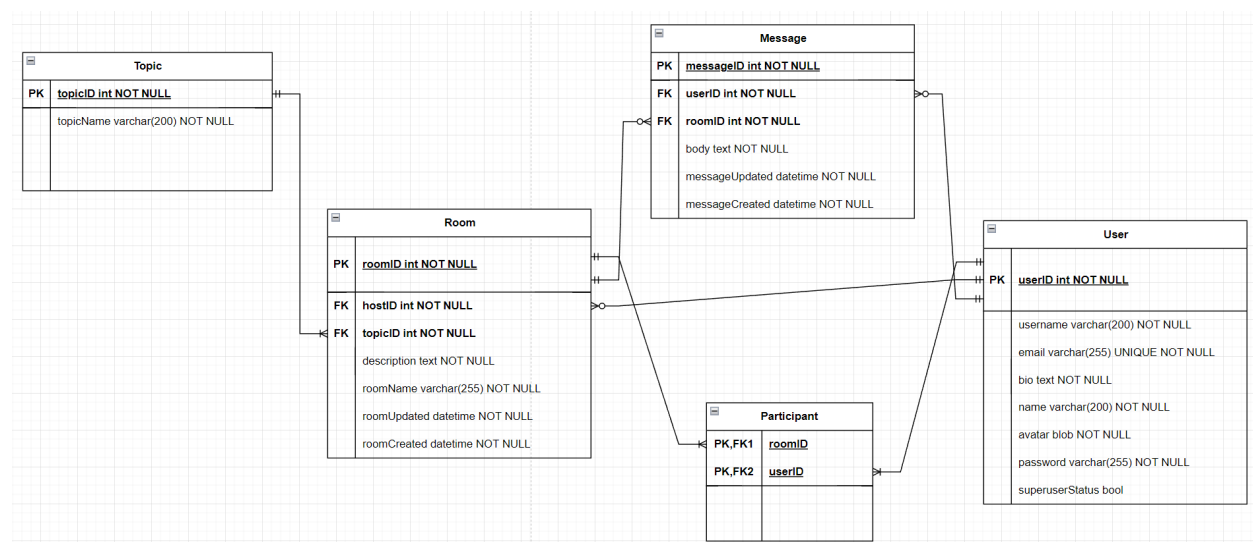 Topic
PK topicID int NOT NULL
topicName varchar(200) NOT NULL
Message
PK messageID int NOT NULL
FK userID int NOT NULL
FK roomID int NOT NULL
body text NOT NULL
messageUpdated datetime NOT NULL
messageCreated datetime NOT NULL
Room
PK roomID int NOT NULL
FK hostID int NOT NULL
FK topicID int NOT NULL
description text NOT NULL
roomName varchar(255) NOT NULL
roomUpdated datetime NOT NULL
roomCreated datetime NOT NULL
User
PK userID int NOT NULL
username varchar(200) NOT NULL
email varchar(255) UNIQUE NOT NULL
bio text NOT NULL
name varchar(200) NOT NULL
avatar blob NOT NULL
password varchar(255) NOT NULL
superuserStatus bool
Participant
PK,FK1 roomID
PK,FK2 userID